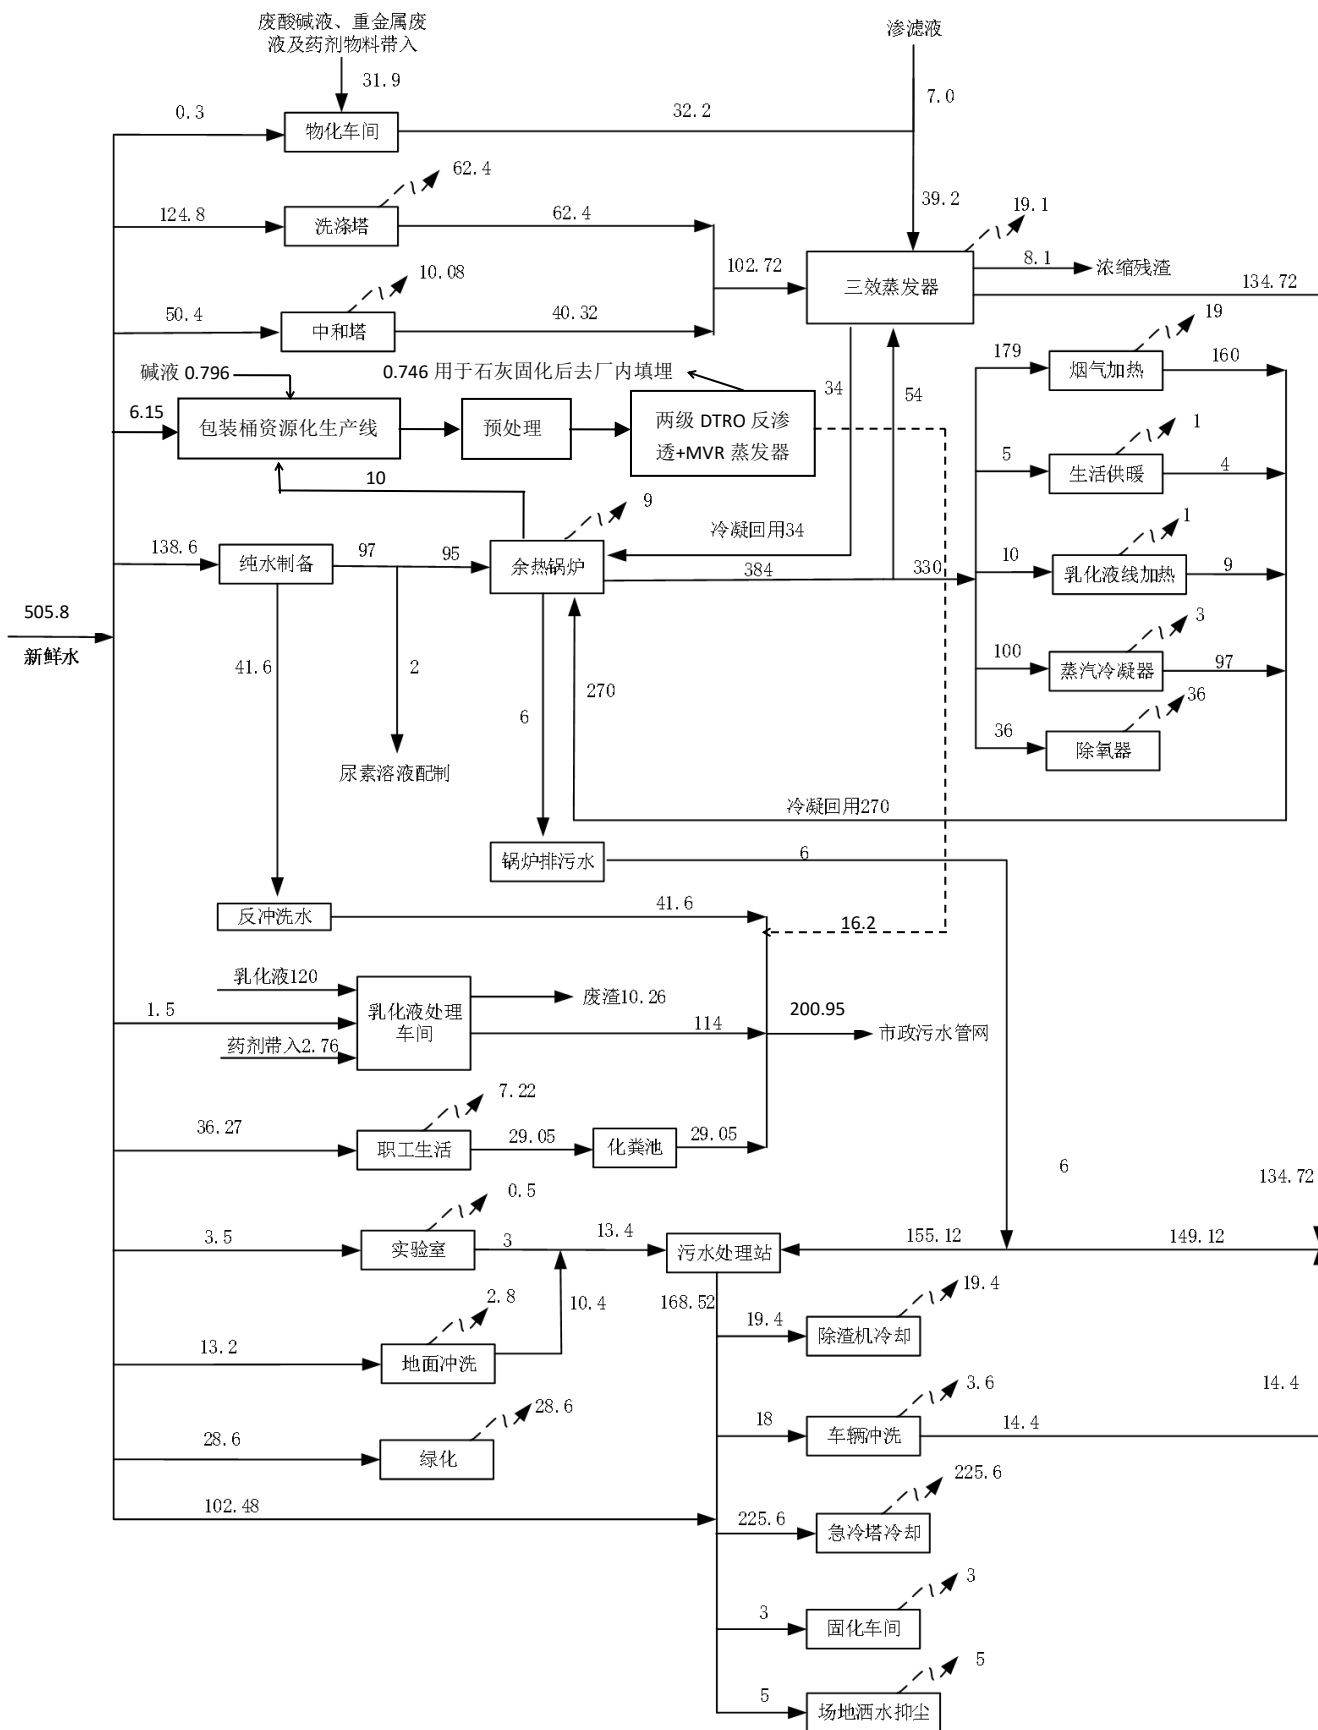 废酸碱液、重金属废
液及药剂物料带入
渗滤液
31.9
0.3
物化车间
32.2
7.0
62.4
124.8
洗涤塔
62.4
39.2
19.1
10.08
102.72
三效蒸发器
8.1
浓缩残渣
134.72
50.4
中和塔
40.32
19
碱液 0.796
0.746 用于石灰固化后去厂内填埋
34
54
179
烟气加热
160
6.15
包装桶资源化生产线
预处理
两级 DTRO 反渗
透+MVR 蒸发器
1
5
生活供暖
4
10
9
冷凝回用34
1
138.6
纯水制备
97
95
余热锅炉
384
330
10
乳化液线加热
9
505.8
新鲜水
3
41.6
2
6
270
100
蒸汽冷凝器
97
36
36
除氧器
尿素溶液配制
冷凝回用270
锅炉排污水
6
反冲洗水
41.6
16.2
乳化液120
1.5
乳化液处理
车间
废渣10.26
114
200.95
市政污水管网
药剂带入2.76
7.22
36.27
职工生活
29.05
化粪池
29.05
6
134.72
0.5
3.5
实验室
3
13.4
污水处理站
155.12
149.12
2.8
10.4
168.52
19.4
19.4
除渣机冷却
13.2
地面冲洗
3.6
14.4
28.6
28.6
绿化
18
车辆冲洗
14.4
225.6
102.48
225.6
急冷塔冷却
3
3
固化车间
5
5
场地洒水抑尘